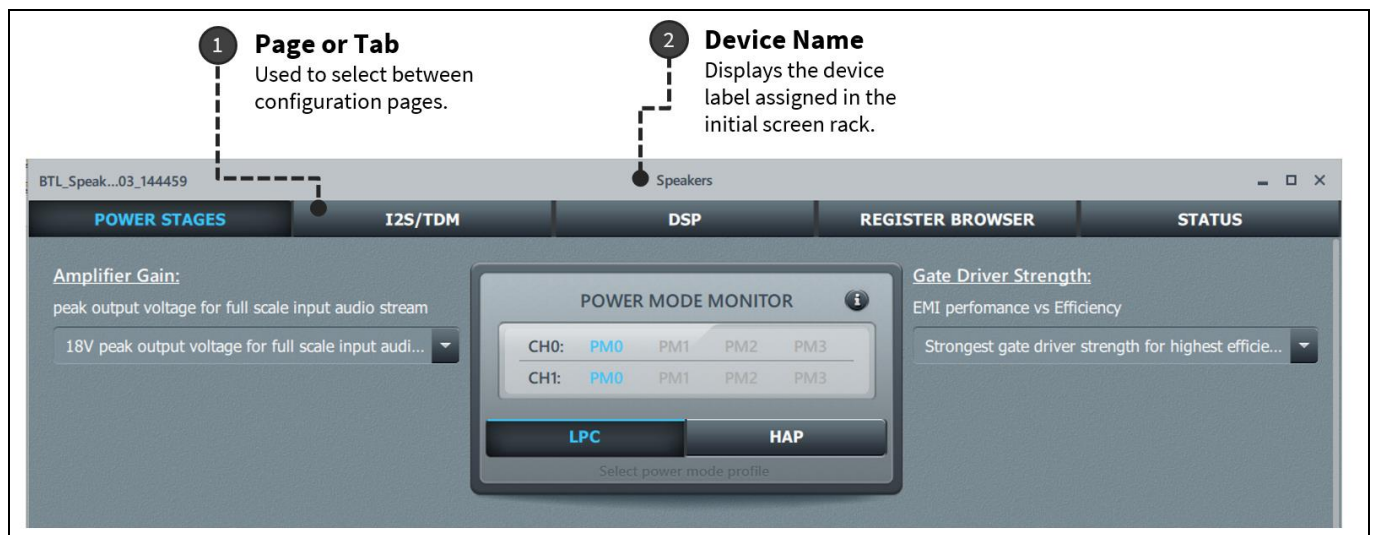 1 Page or Tab
Used to select between
configuration pages.
2 Device Name
Displays the device
label assigned in the
initial screen rack.
BTL_Speak...03_144459
Speakers
POWER STAGES
I2S/TDM
DSP
REGISTER BROWSER
STATUS
Amplifier Gain:
peak output voltage for full scale input audio stream
18V peak output voltage for full scale input audi...
POWER MODE MONITOR
CH0: PM0 PM1 PM2 PM3
CH1: PM0 PM1 PM2 PM3
LPC HAP
Select power mode profile
Gate Driver Strength:
EMI perfomance vs Efficiency
Strongest gate driver strength for highest efficie...